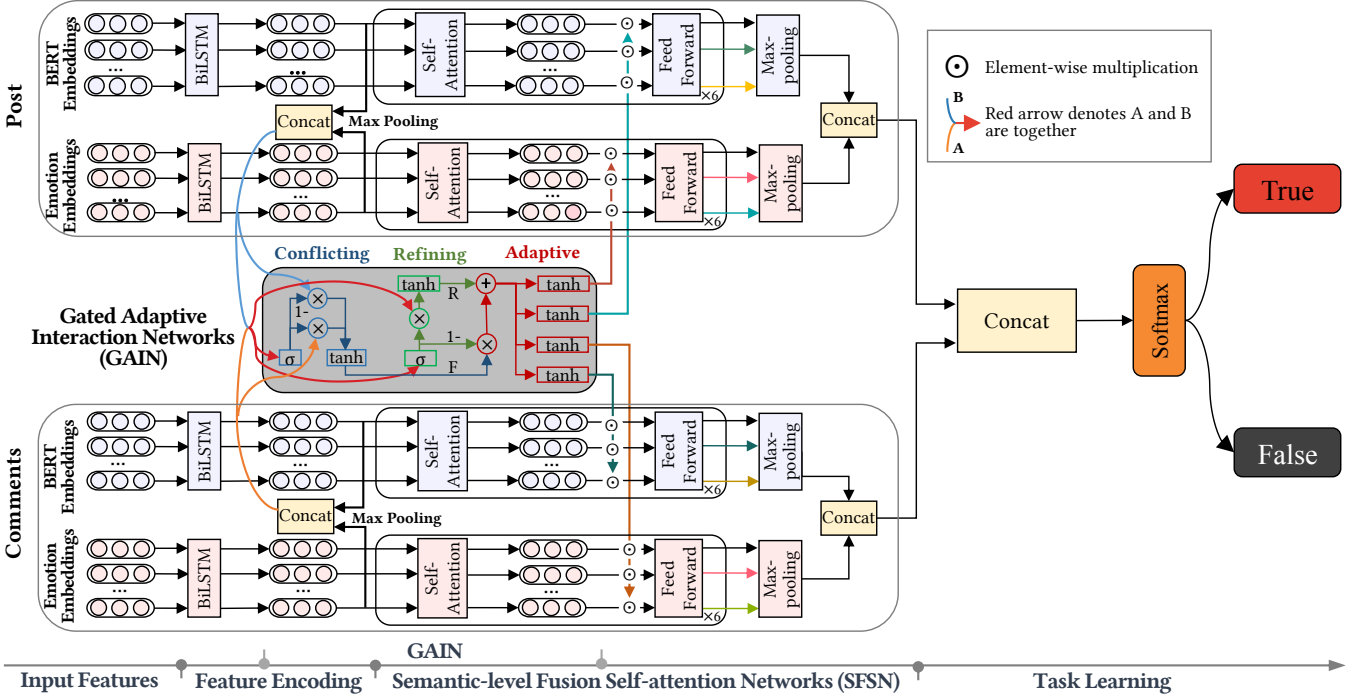 Post
BERT
Embeddings
...
BiLSTM
...
Self-
Attention
...
Feed
Forward
×6
Max-
pooling
Concat
Max Pooling
Concat
Emotion
Embeddings
...
BiLSTM
...
Self-
Attention
...
Feed
Forward
×6
Max-
pooling
Element-wise multiplication
B
Red arrow denotes A and B
are together
A
Conflicting
Refining
Adaptive
Gated Adaptive
Interaction Networks
(GAIN)
1-
σ
tanh
tanh
R
1-
σ
F
tanh
tanh
tanh
tanh
Concat
Softmax
True
False
Comments
BERT
Embeddings
...
BiLSTM
...
Self-
Attention
...
Feed
Forward
×6
Max-
pooling
Concat
Max Pooling
Concat
Emotion
Embeddings
...
BiLSTM
...
Self-
Attention
...
Feed
Forward
×6
Max-
pooling
GAIN
Input Features
Feature Encoding
Semantic-level Fusion Self-attention Networks (SFSN)
Task Learning